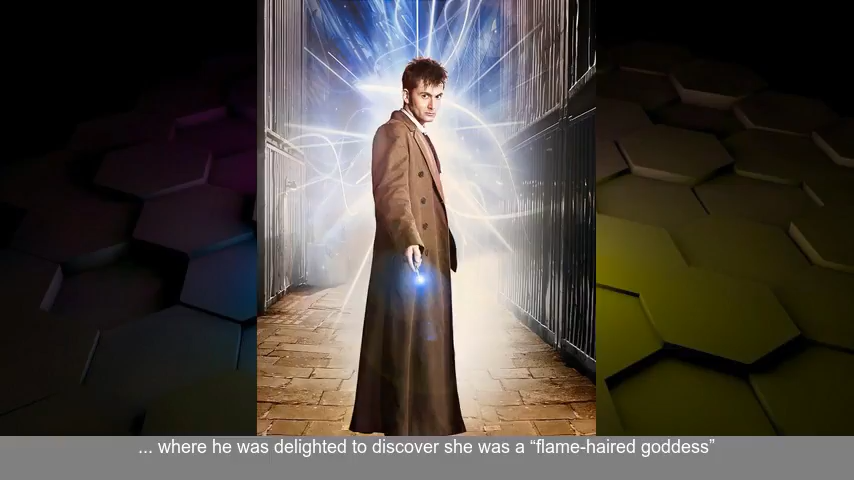 ... where he was delighted to discover she was a “flame-haired goddess”